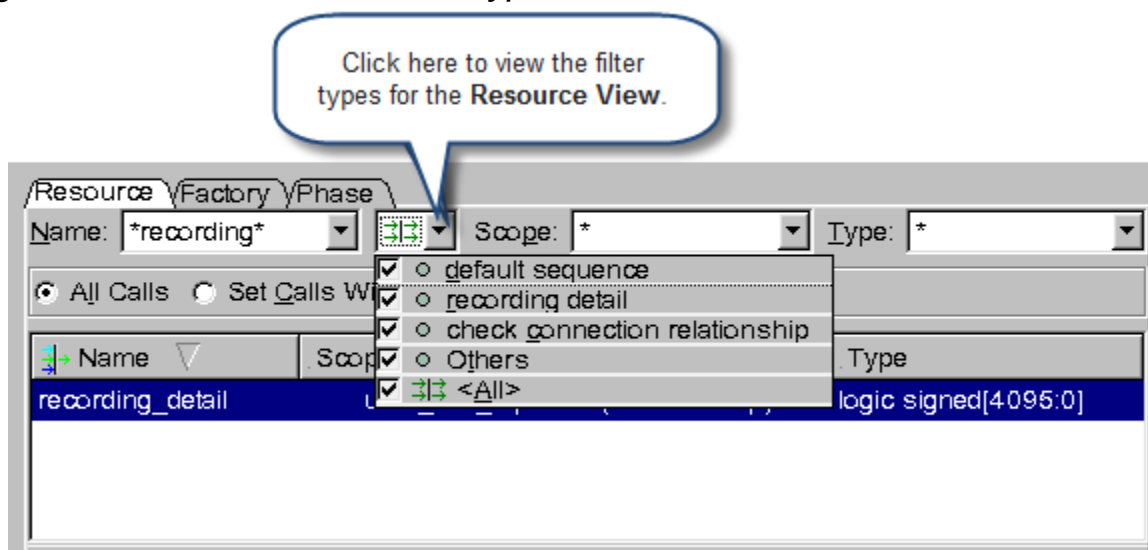 Click here to view the filter
types for the Resource View.
Resource Factory Phase
Name: *recording* Scope: * Type: *
default sequence
All Calls Set Calls
recording detail
check connection relationship
Name Type
Others
<All>
recording_detail logic signed[4095:0]